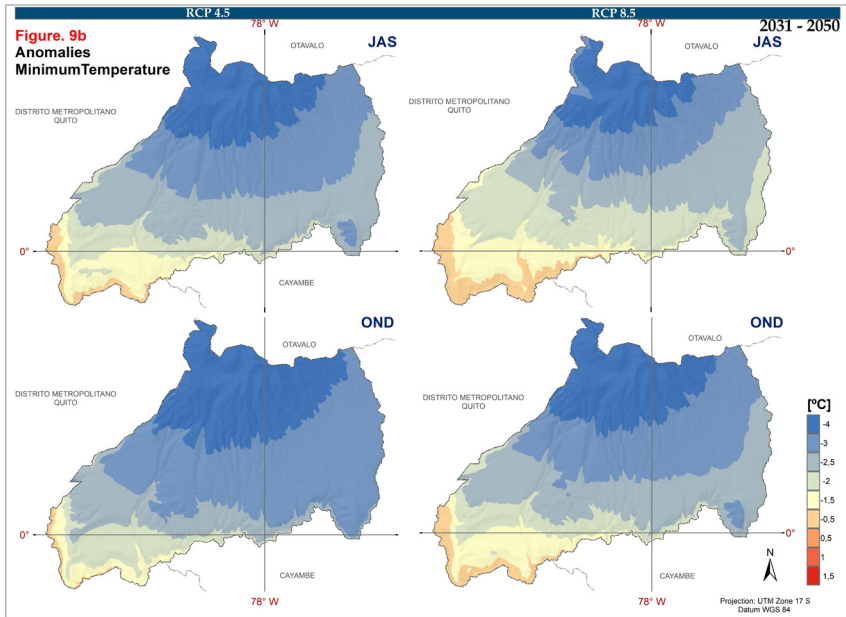 RCP 4.5
RCP 8.5
78° W
78° W
2031 - 2050
Figure. 9b
Anomalies
MinimumTemperature
OTAVALO
JAS
OTAVALO
JAS
DISTRITO METROPOLITANO
QUITO
DISTRITO METROPOLITANO
QUITO
0°
0°
CAYAMBE
OND
OND
OTAVALO
OTAVALO
DISTRITO METROPOLITANO
QUITO
DISTRITO METROPOLITANO
QUITO
[ºC]
-4
-3
-2,5
-2
-1,5
-0,5
0,5
1
1,5
0°
0°
N
CAYAMBE
CAYAMBE
78° W
78° W
Projection: UTM Zone 17 S
Datum WGS 84